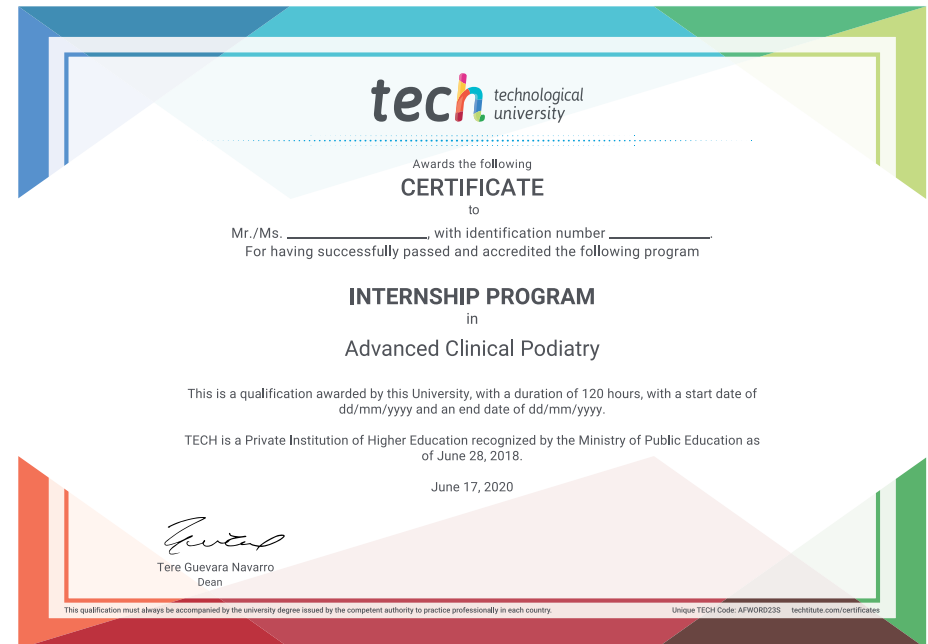 tech technological
university
Awards the following
CERTIFICATE
to
Mr./Ms. ____________________, with identification number ______________.
For having successfully passed and accredited the following program
INTERNSHIP PROGRAM
in
Advanced Clinical Podiatry
This is a qualification awarded by this University, with a duration of 120 hours, with a start date of
dd/mm/yyyy and an end date of dd/mm/yyyy.
TECH is a Private Institution of Higher Education recognized by the Ministry of Public Education as
of June 28, 2018.
June 17, 2020
Tere Guevara Navarro
Dean
This qualification must always be accompanied by the university degree issued by the competent authority to practice professionally in each country. Unique TECH Code: AFWORD23S techtitute.com/certificates